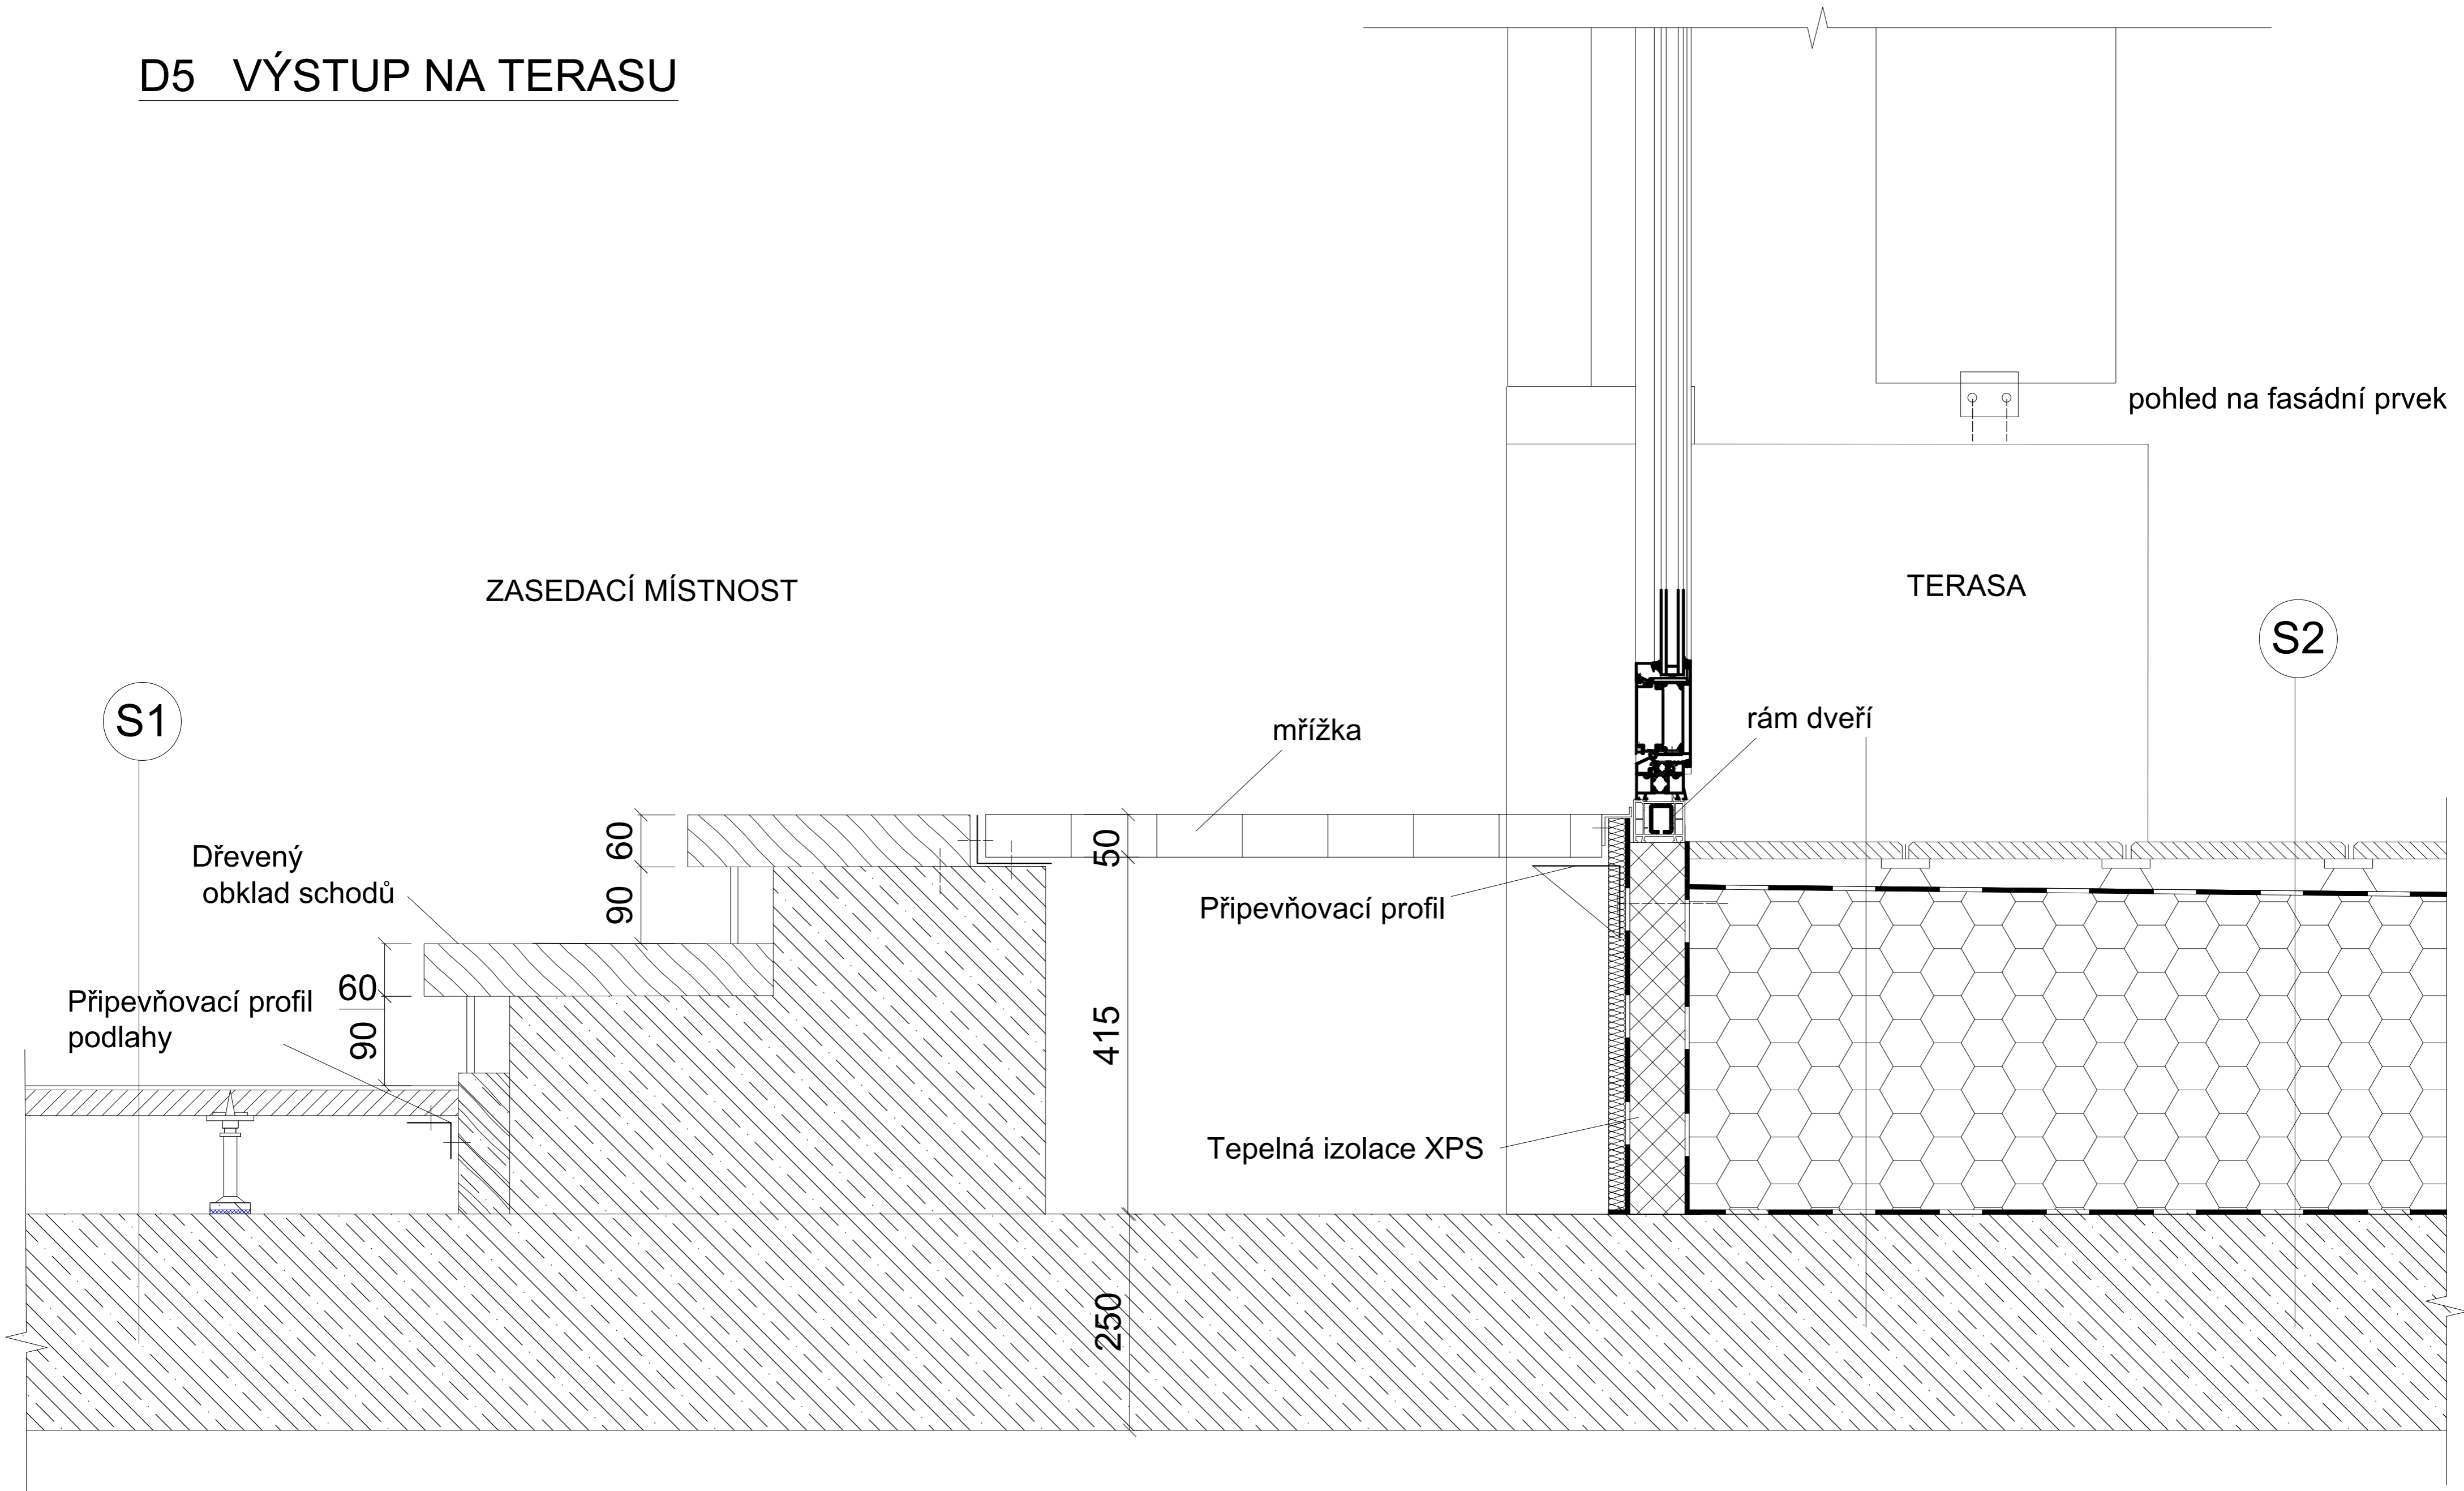 D5 VÝSTUP NA TERASU
pohled na fasádní prvek
ZASEDACÍ MÍSTNOST
TERASA
S2
S1
mřížka
rám dveří
60
50
Dřevený
obklad schodů
90
Připevňovací profil
60
Připevňovací profil
podlahy
90
415
Tepelná izolace XPS
250